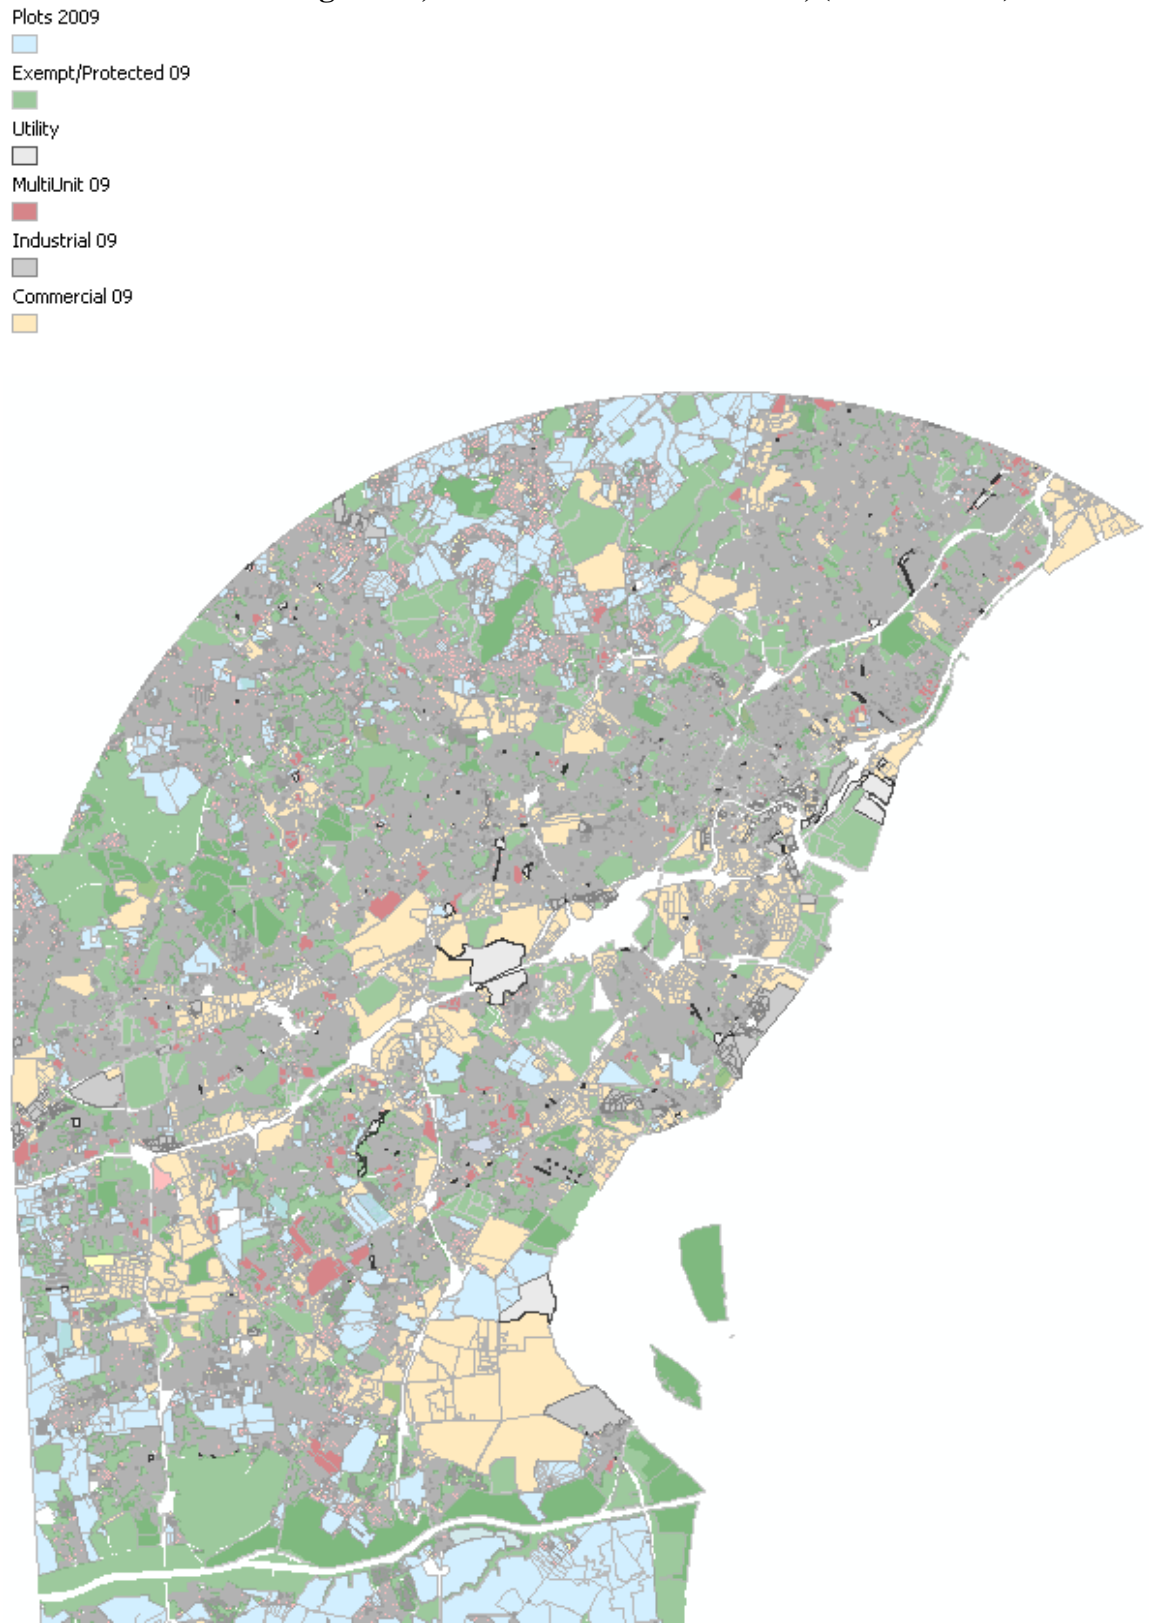 Plots 2009
Exempt/Protected 09
Utility
MultiUnit 09
Industrial 09
Commercial 09